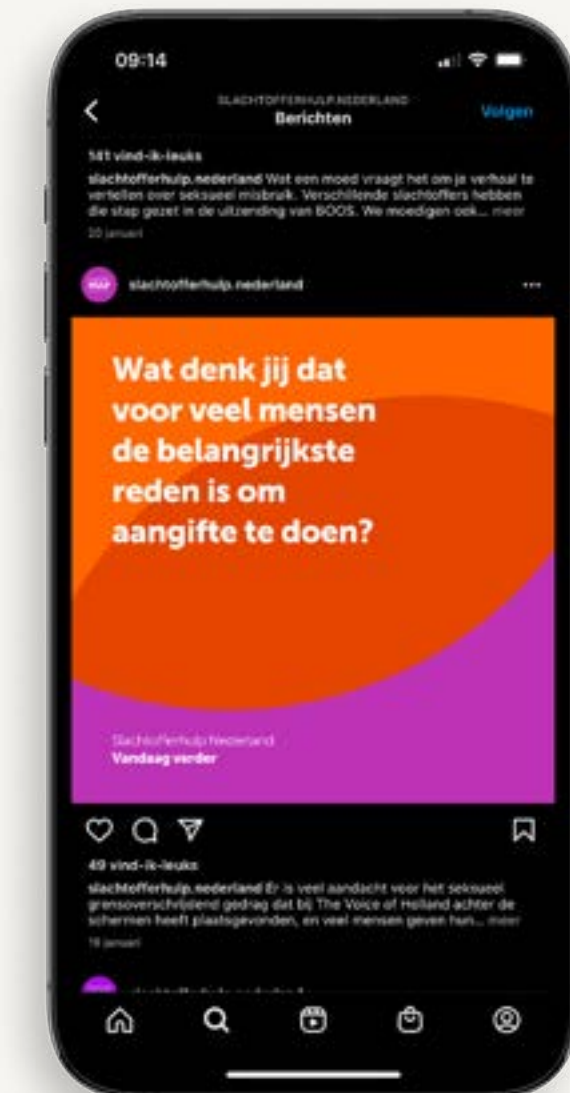 09:14
SLACHTOFFERHULP.NEDERLAND
Berichten
Volgen
141 vind-ik-leuks
slachtofferhulp.nederland Wat een moed vraagt het om je verhaal te
vertellen over seksueel misbruik. Verschillende slachtoffers hebben
die stap gezet in de uitzending van BOOS. We moedigen ook... meer
20 januari
slachtofferhulp.nederland
Wat denk jij dat
voor veel mensen
de belangrijkste
reden is om
aangifte te doen?
Slachtofferhulp Nederland
Vandaag verder
49 vind-ik-leuks
slachtofferhulp.nederland Er is veel aandacht voor het seksueel
grensoverschrijdend gedrag dat bij The Voice of Holland achter de
schermen heeft plaatsgevonden, en veel mensen geven hun... meer
19 januari